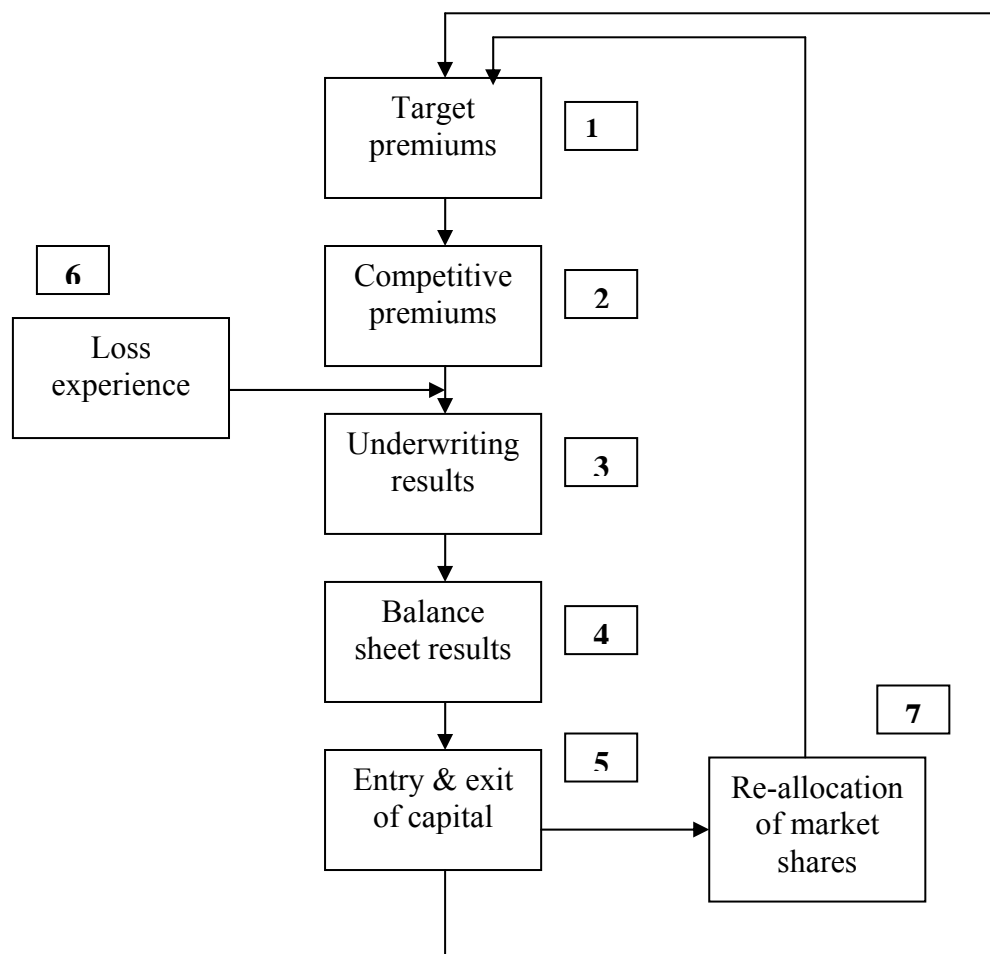 Target
premiums
1
6
Competitive
premiums
2
Loss
experience
Underwriting
results
3
Balance
sheet results
4
7
5
Entry & exit
of capital
Re-allocation
of market
shares